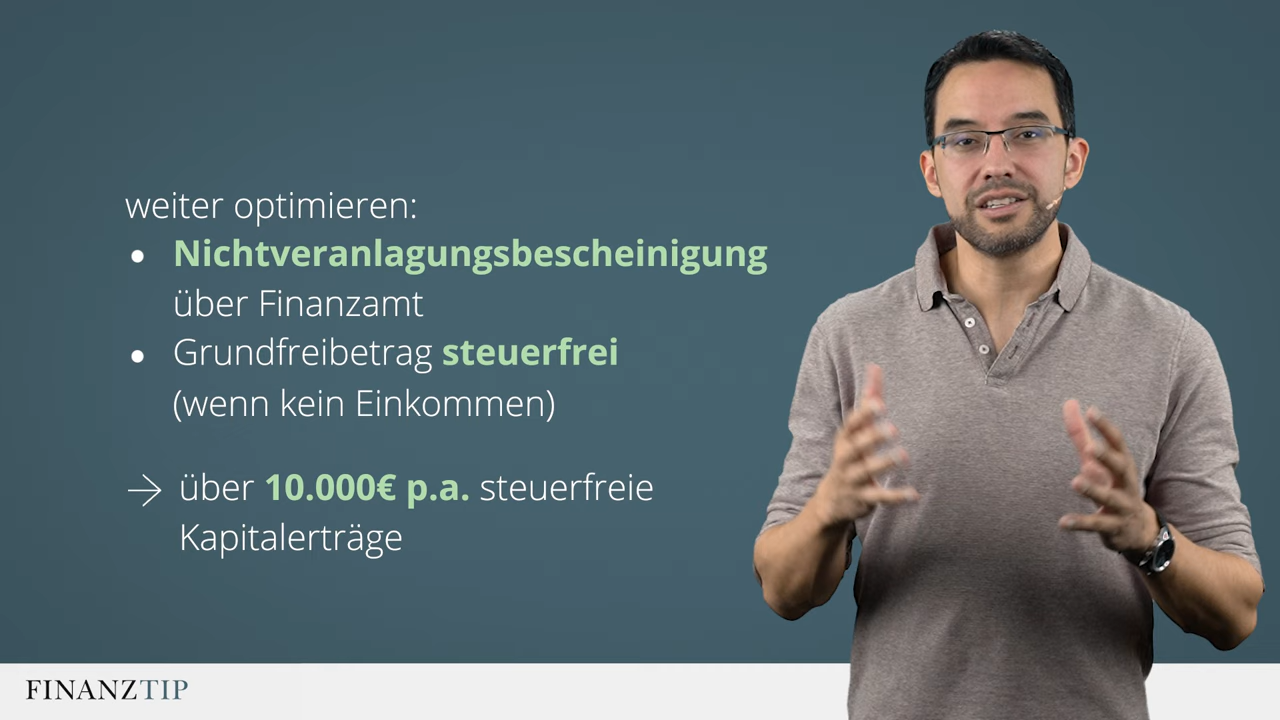 weiter optimieren:
• Nichtveranlagungsbescheinigung
über Finanzamt
• Grundfreibetrag steuerfrei
(wenn kein Einkommen)
→ über 10.000€ p.a. steuerfreie
Kapitalerträge
FINANZTIP